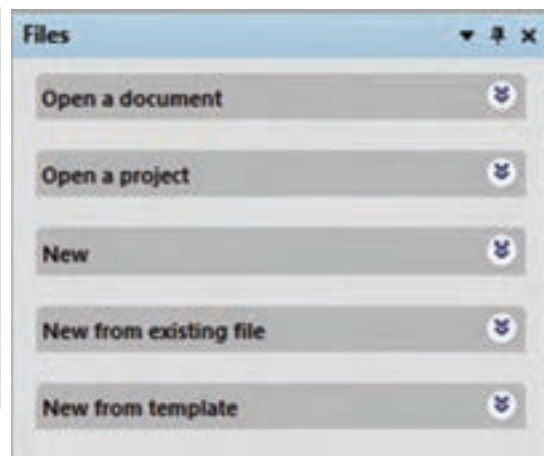 Files
Open a document
Open a project
New
New from existing file
New from template